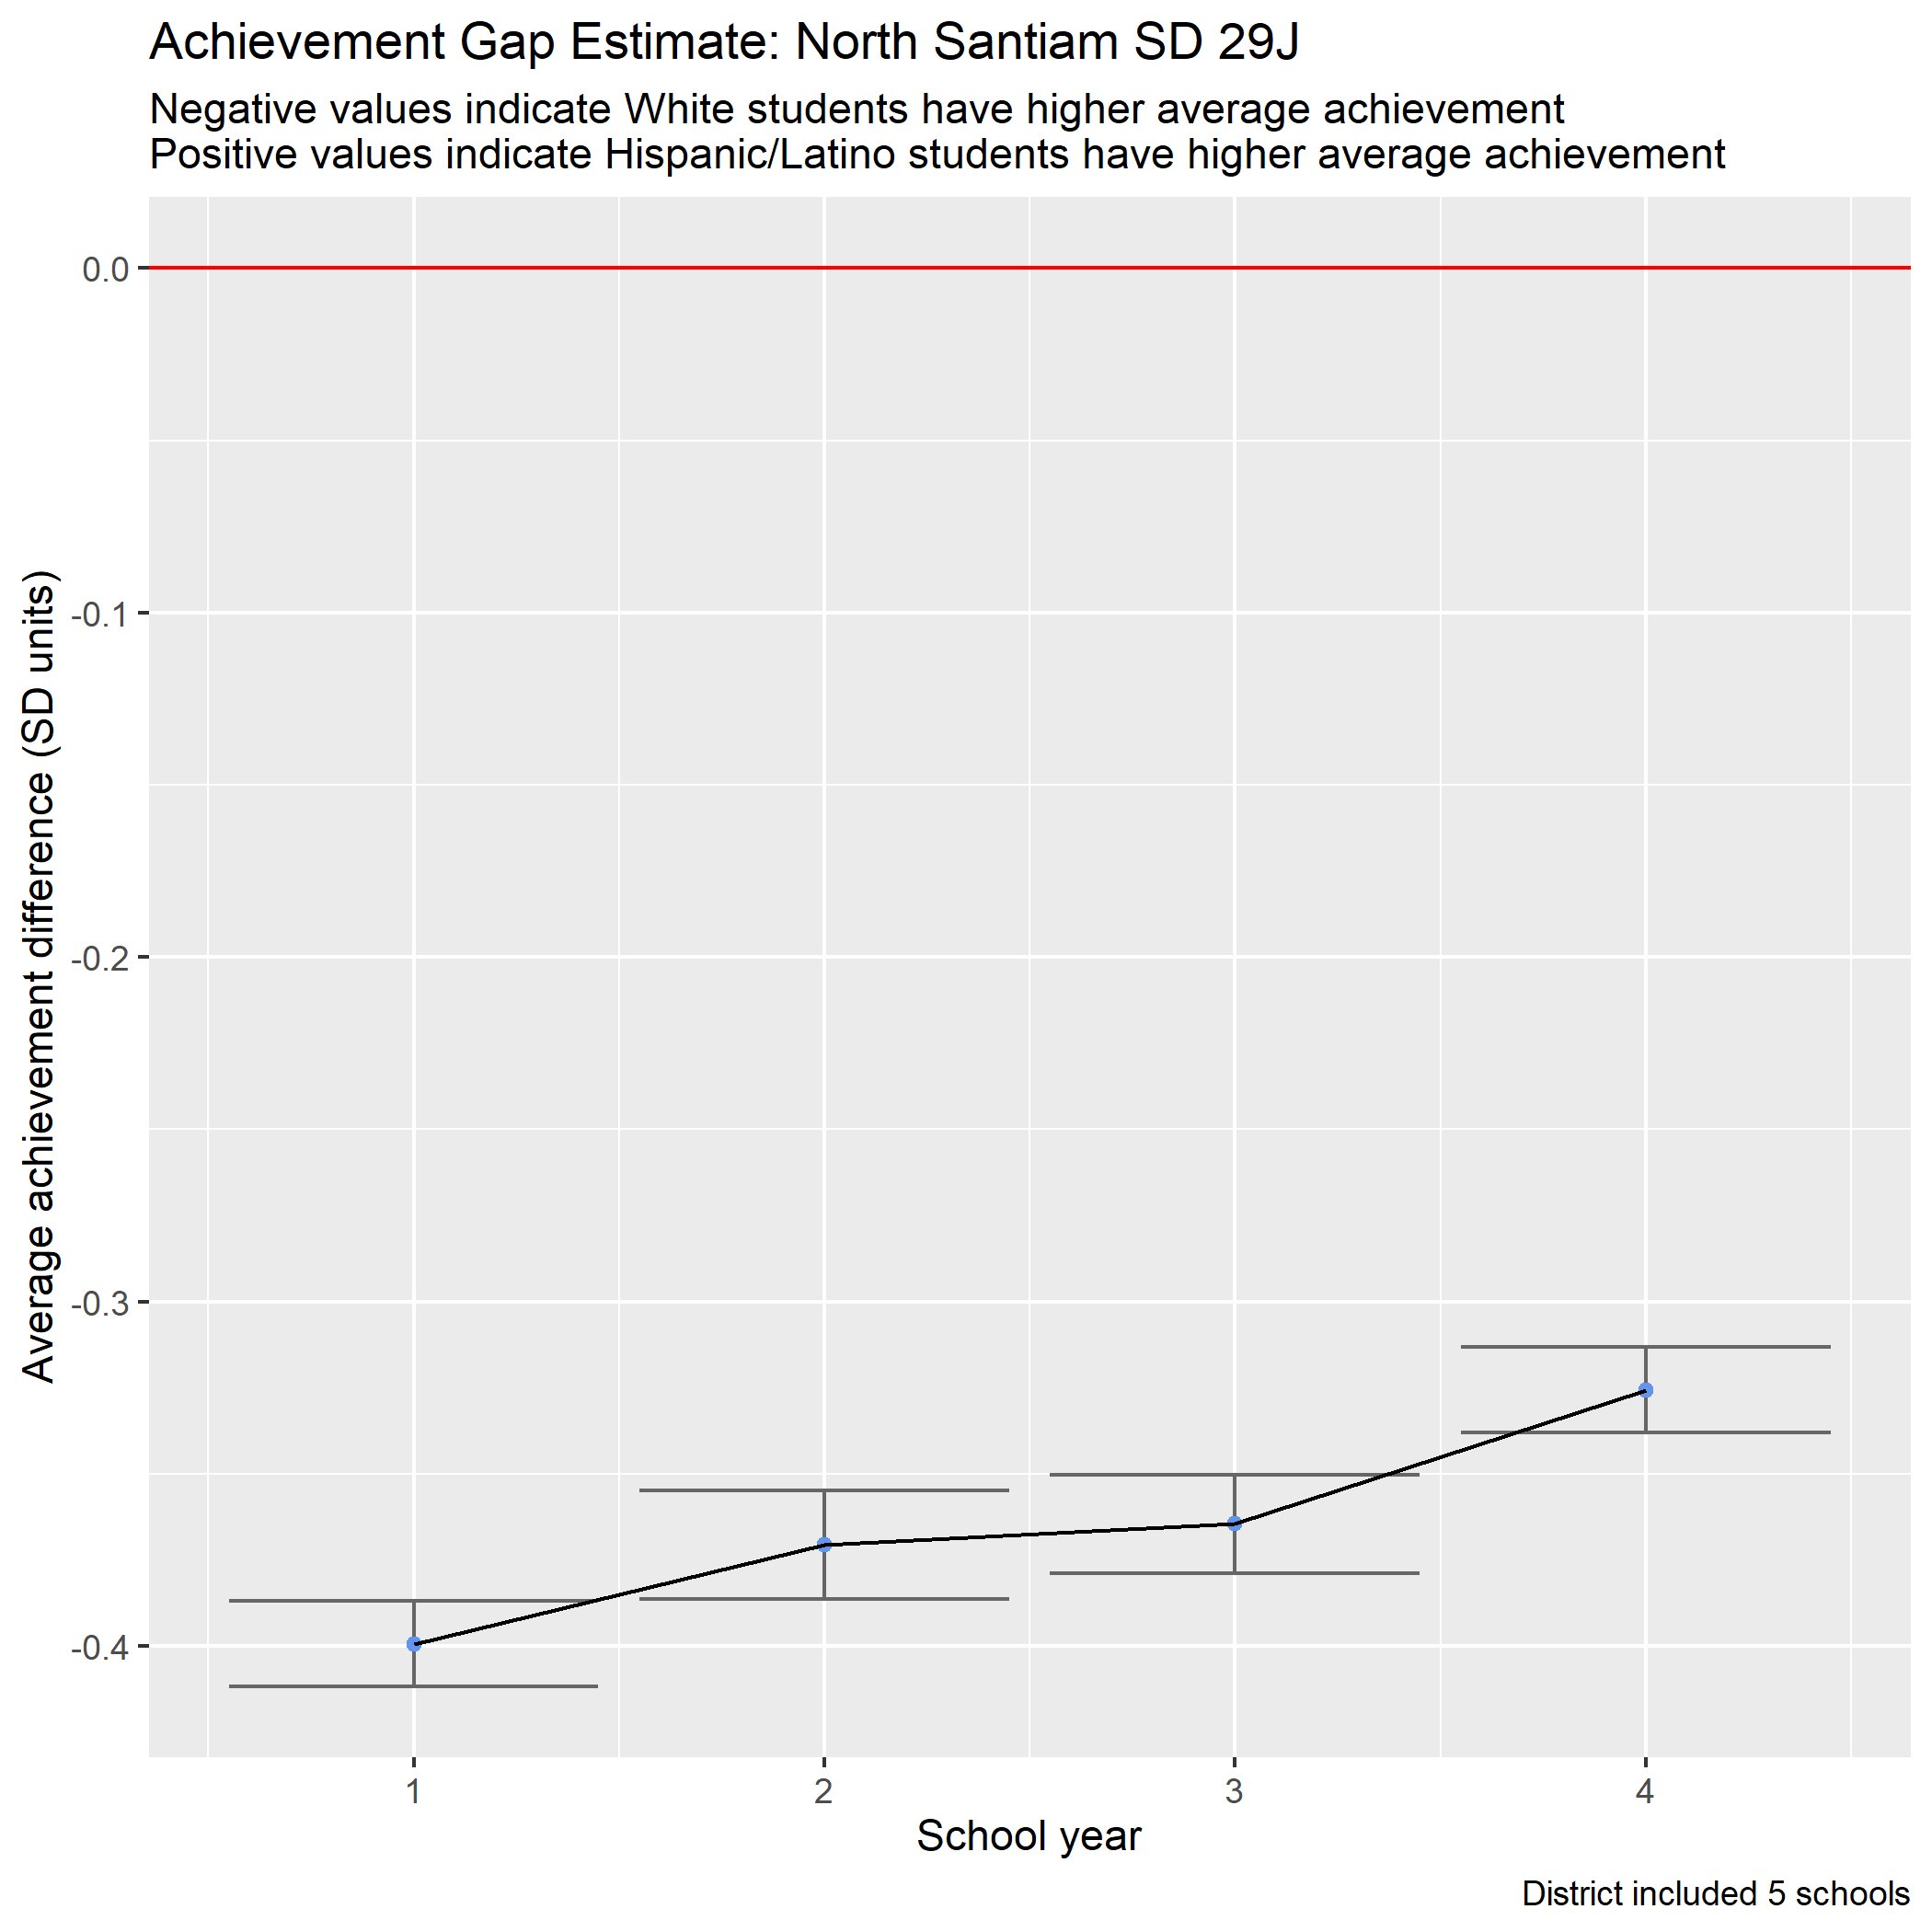 Achievement Gap Estimate: North Santiam SD 29J
Negative values indicate White students have higher average achievement
Positive values indicate Hispanic/Latino students have higher average achievement
Average achievement difference (SD units)
0.0
-0.1
-0.2
-0.3
-0.4
1 2 3 4
School year
District included 5 schools